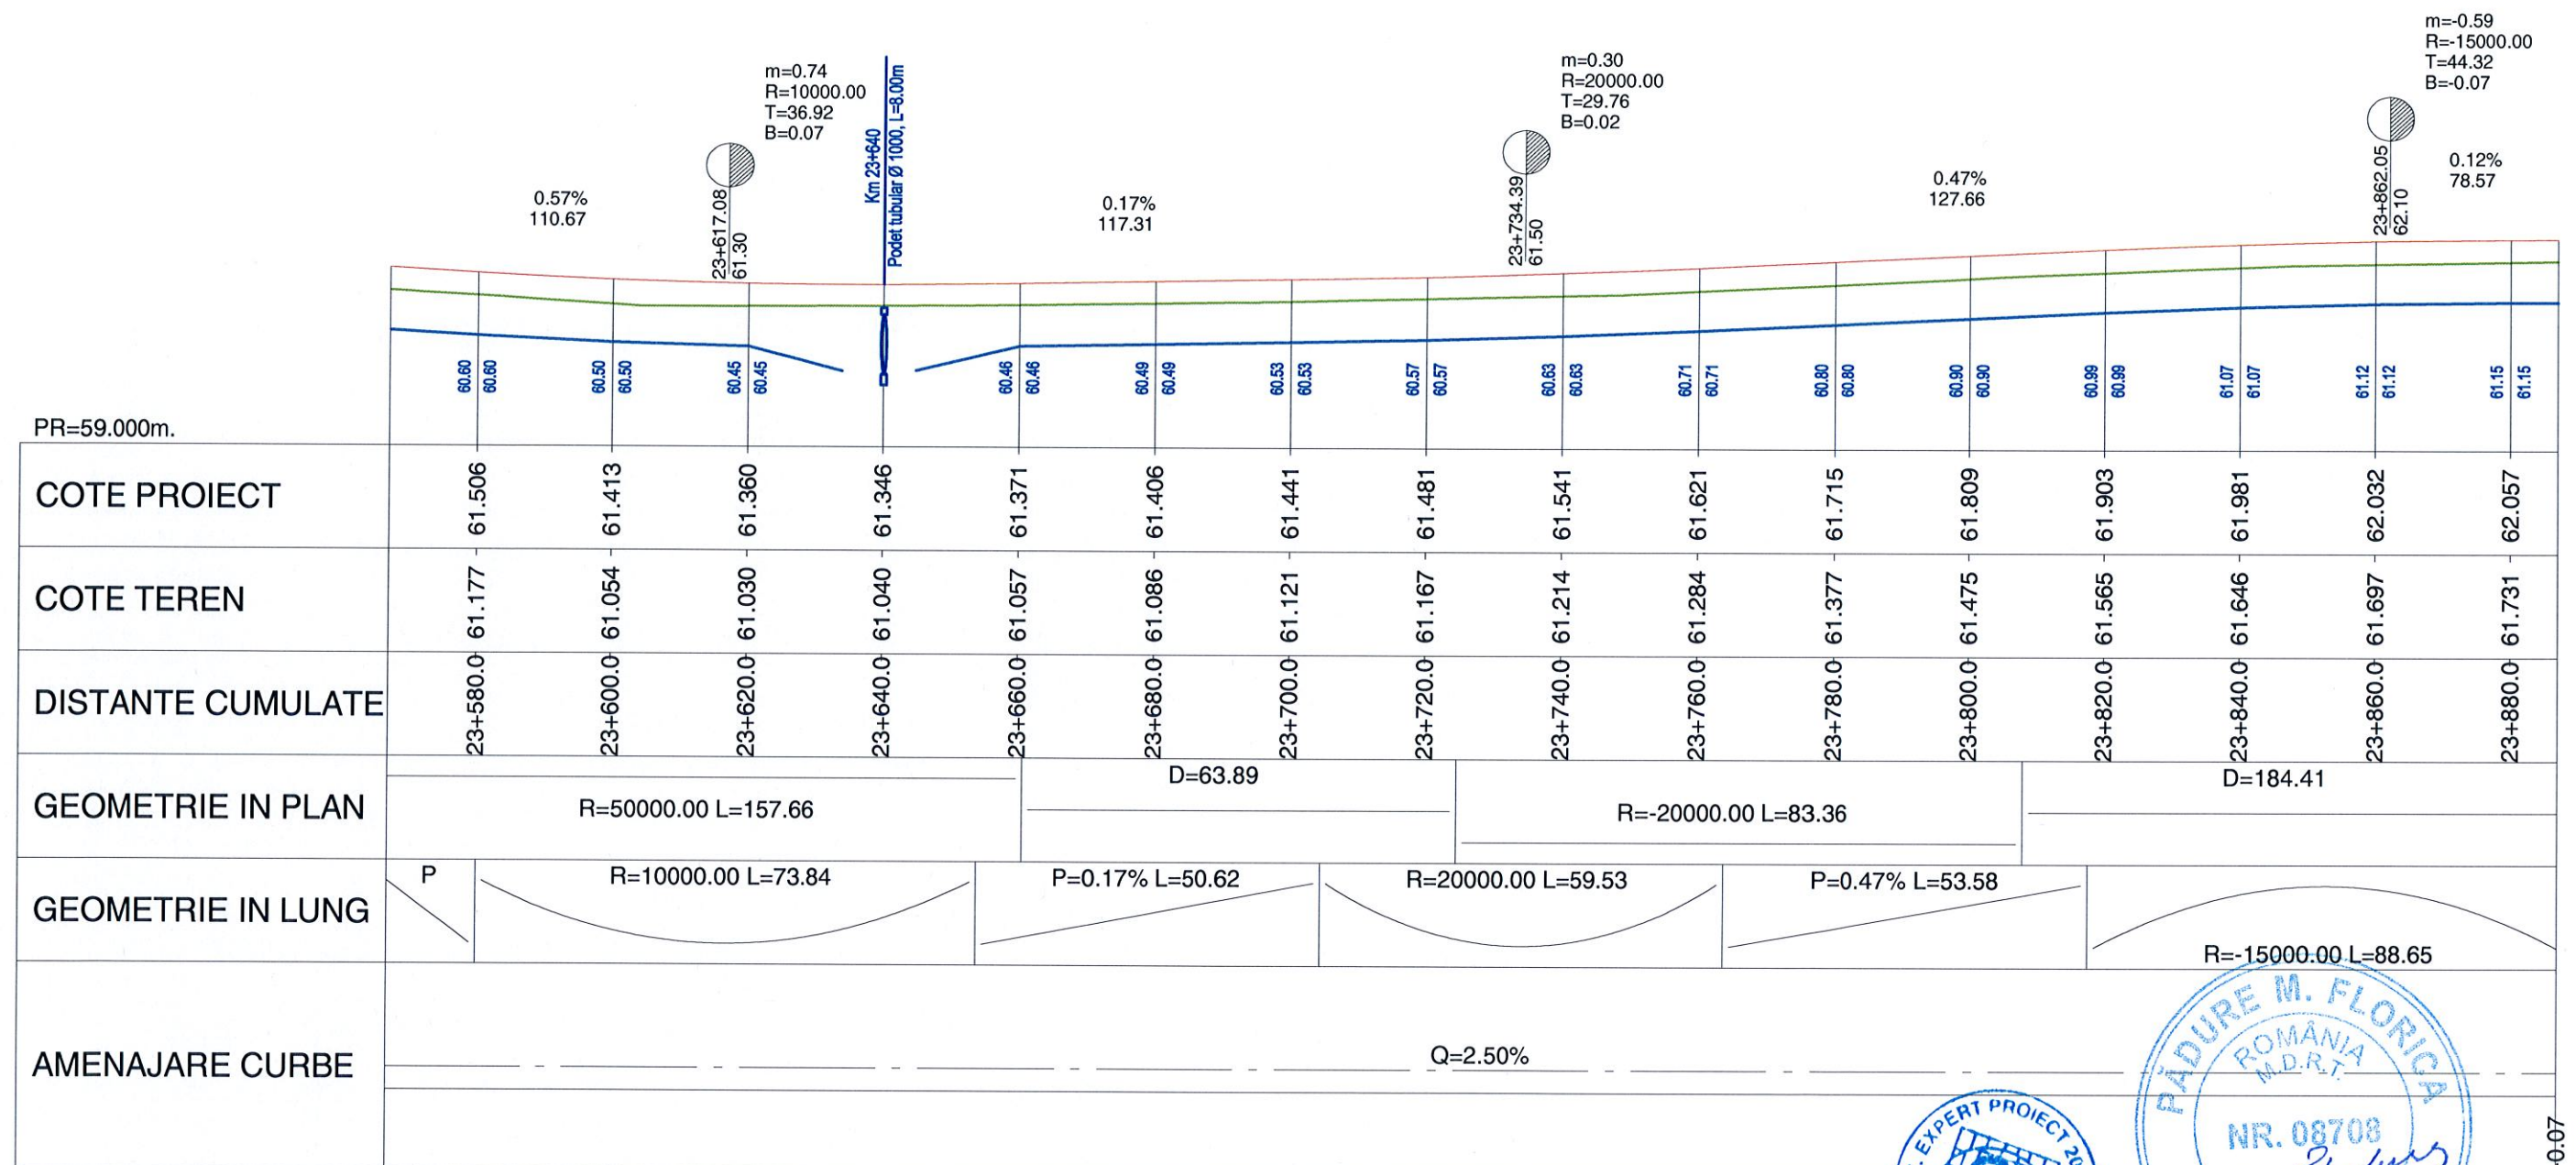 m=-0.59
R=-15000.00
T=44.32
B=-0.07
m=0.30
R=20000.00
T=29.76
B=0.02
m=0.74
R=10000.00
T=36.92
B=0.07
Km 23+640
Podet tubular Ø 1000, L=8.00m
0.57%
110.67
23+617.08
61.30
0.17%
117.31
23+734.39
61.50
0.47%
127.66
23+862.05
62.10
0.12%
78.57
60.60 60.60 60.50 60.50 60.45 60.45 60.46 60.46 60.49 60.49 60.53 60.53 60.57 60.57 60.63 60.63 60.71 60.71 60.80 60.80 60.90 60.90 60.99 60.99 61.07 61.07 61.12 61.12 61.15 61.15
PR=59.000m.
COTE PROIECT 61.506 61.413 61.360 61.346 61.371 61.406 61.441 61.481 61.541 61.621 61.715 61.809 61.903 61.981 62.032 62.057
COTE TEREN 61.177 61.054 61.030 61.040 61.057 61.086 61.121 61.167 61.214 61.284 61.377 61.475 61.565 61.646 61.697 61.731
DISTANTE CUMULATE 23+580.0 23+600.0 23+620.0 23+640.0 23+660.0 23+680.0 23+700.0 23+720.0 23+740.0 23+760.0 23+780.0 23+800.0 23+820.0 23+840.0 23+860.0 23+880.0
GEOMETRIE IN PLAN R=50000.00 L=157.66 D=63.89 R=-20000.00 L=83.36 D=184.41
GEOMETRIE IN LUNG P R=10000.00 L=73.84 P=0.17% L=50.62 R=20000.00 L=59.53 P=0.47% L=53.58 R=-15000.00 L=88.65
AMENAJARE CURBE Q=2.50%
PĂDURE M. FLORICA
ROMÂNIA
M.D.R.T.
NR. 08708
EXPERT PROIECT